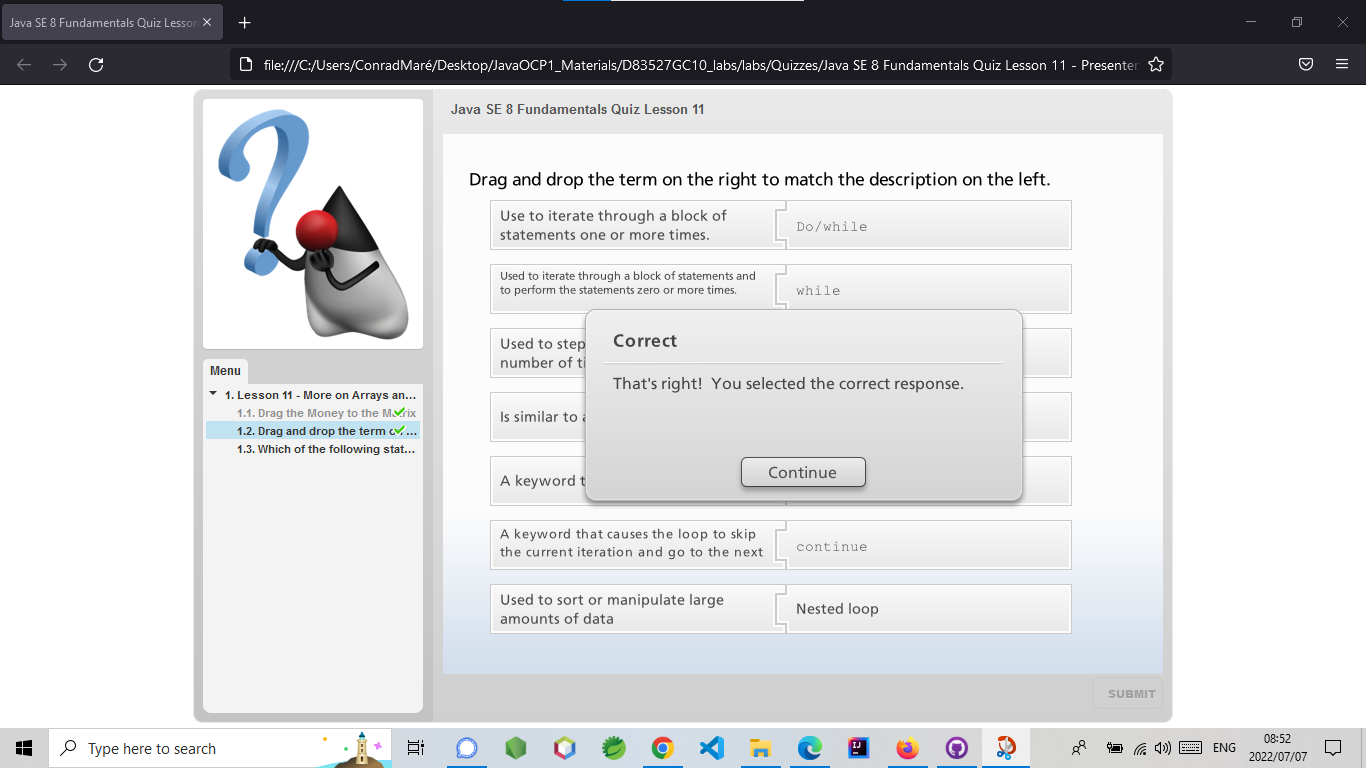 Java SE 8 Fundamentals Quiz Lesson
file:///C:/Users/ConradMaré/Desktop/JavaOCP1_Materials/D83527GC10_labs/labs/Quizzes/Java SE 8 Fundamentals Quiz Lesson 11 - Presenter
Java SE 8 Fundamentals Quiz Lesson 11
Drag and drop the term on the right to match the description on the left.
Use to iterate through a block of
statements one or more times.
Do/while
Used to iterate through a block of statements and
to perform the statements zero or more times.
while
Used to step
number of
Correct
That's right! You selected the correct response.
Continue
Is similar to
A keyword
A keyword that causes the loop to skip
the current iteration and go to the next
continue
Used to sort or manipulate large
amounts of data
Nested loop
SUBMIT
Menu
1. Lesson 11 - More on Arrays an...
1.1. Drag the Money to the Matrix
1.2. Drag and drop the term ...
1.3. Which of the following stat...
Type here to search
ENG
08:52
2022/07/07